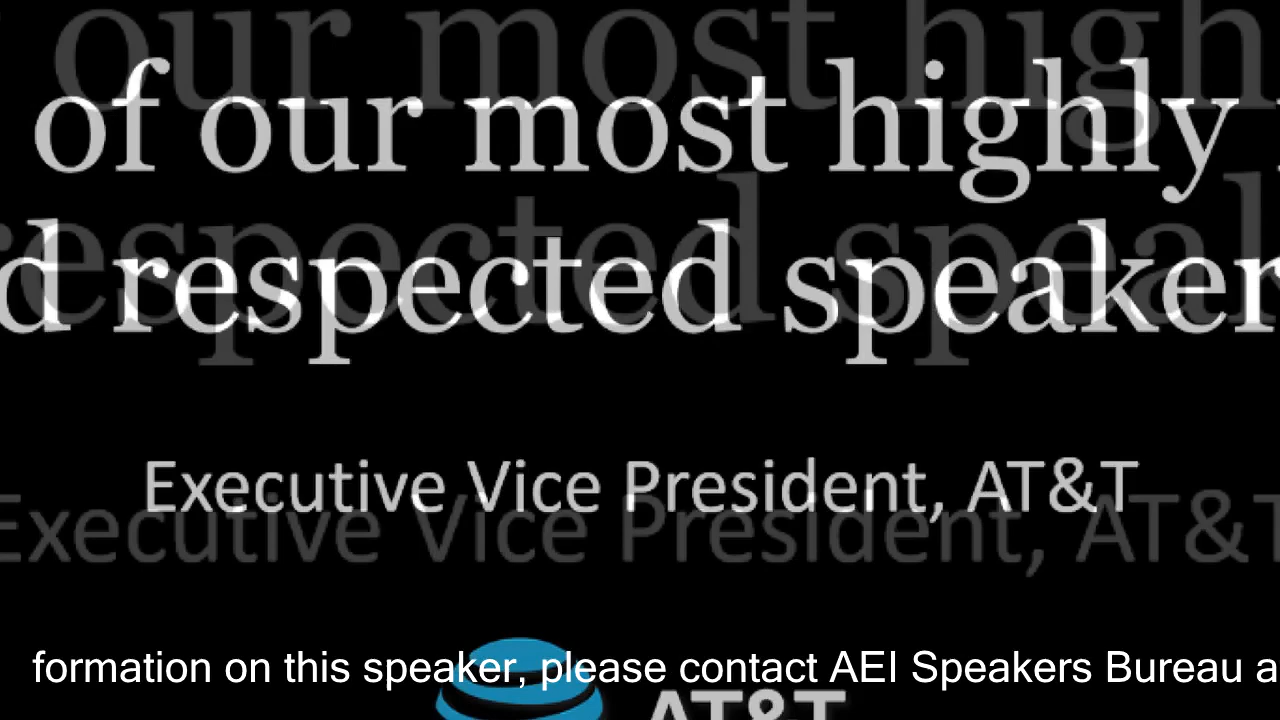 of our most highly
d respected speaker
Executive Vice President, AT&T
formation on this speaker, please contact AEI Speakers Bureau a
AT&T